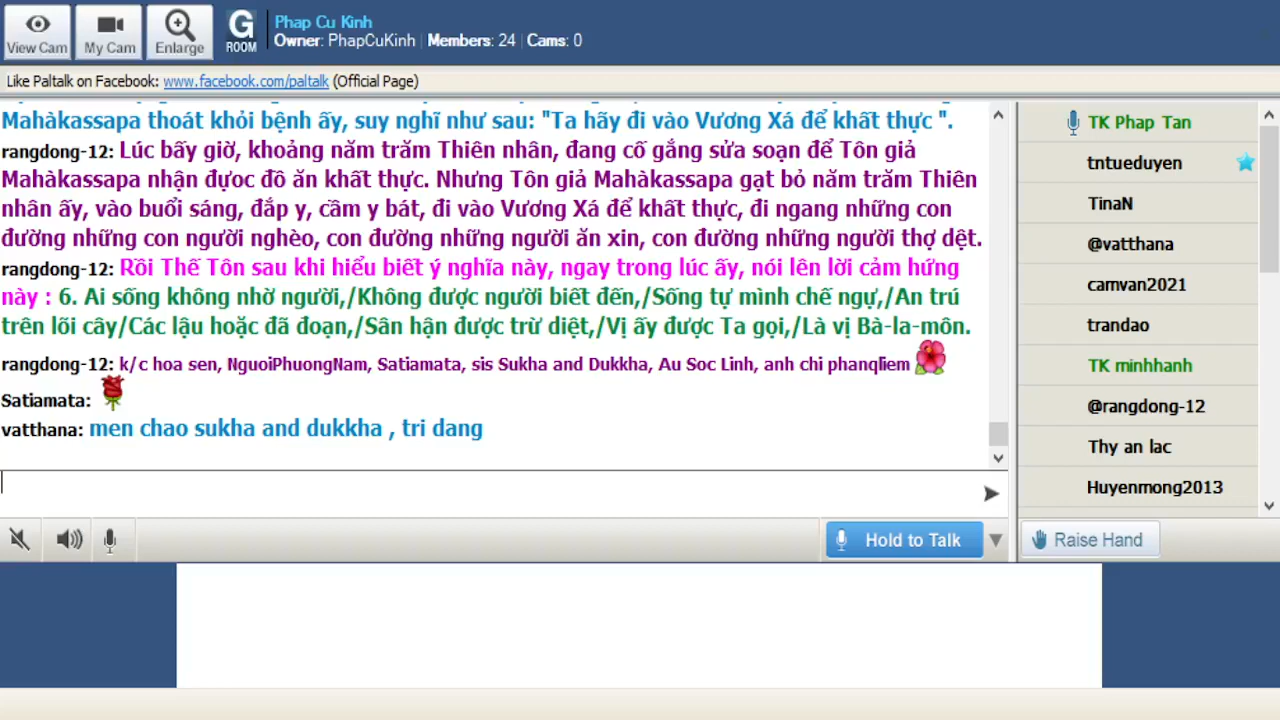 Phap Cu Kinh
Owner: PhapCuKinh | Members: 24 | Cams: 0
View Cam
My Cam
Enlarge
G
ROOM
Like Paltalk on Facebook: www.facebook.com/paltalk (Official Page)
Mahàkassapa thoát khỏi bệnh ấy, suy nghĩ như sau: "Ta hãy đi vào Vương Xá để khất thực ".
rangdong-12: Lúc bấy giờ, khoảng năm trăm Thiên nhân, đang cố gắng sửa soạn để Tôn giả
Mahàkassapa nhận đựoc đồ ăn khất thực. Nhưng Tôn giả Mahàkassapa gạt bỏ năm trăm Thiên
nhân ấy, vào buổi sáng, đắp y, cầm y bát, đi vào Vương Xá để khất thực, đi ngang những con
đường những con người nghèo, con đường những người ăn xin, con đường những người thợ dệt.
rangdong-12: Rồi Thế Tôn sau khi hiểu biết ý nghĩa này, ngay trong lúc ấy, nói lên lời cảm hứng
này : 6. Ai sống không nhờ người,/Không được người biết đến,/Sống tự mình chế ngự,/An trú
trên lõi cây/Các lậu hoặc đã đoạn,/Sân hận được trừ diệt,/Vị ấy được Ta gọi,/Là vị Bà-la-môn.
rangdong-12: k/c hoa sen, NguoiPhuongNam, Satiamata, sis Sukha and Dukkha, Au Soc Linh, anh chi phanqliem
Satiamata:
vatthana: men chao sukha and dukkha , tri dang
Hold to Talk
TK Phap Tan
tntueduyen
TinaN
@vatthana
camvan2021
trandao
TK minhhanh
@rangdong-12
Thy an lac
Huyenmong2013
Raise Hand